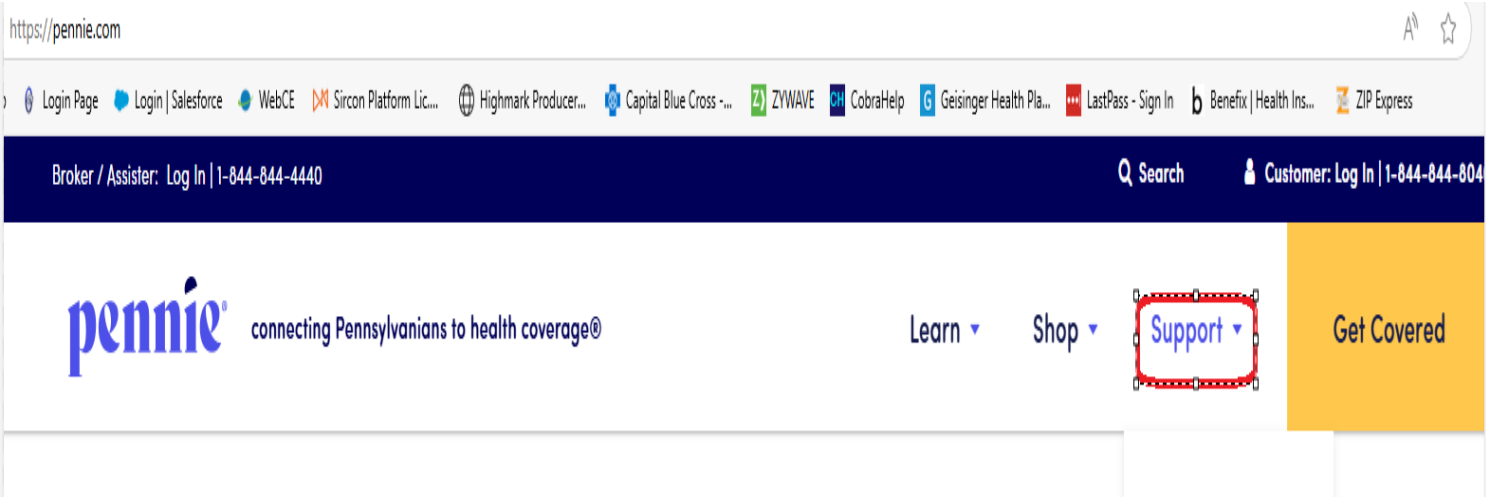 https://pennie.com
Login Page Login | Salesforce WebCE Sircon Platform Lic.... Highmark Producer... Capital Blue Cross -... ZYWAVE CobraHelp Geisinger Health Pla... LastPass - Sign In Benefix | Health Ins... ZIP Express
Broker / Assister: Log In | 1-844-844-4440 Search Customer: Log In | 1-844-844-804
pennie® connecting Pennsylvanians to health coverage® Learn Shop Support Get Covered